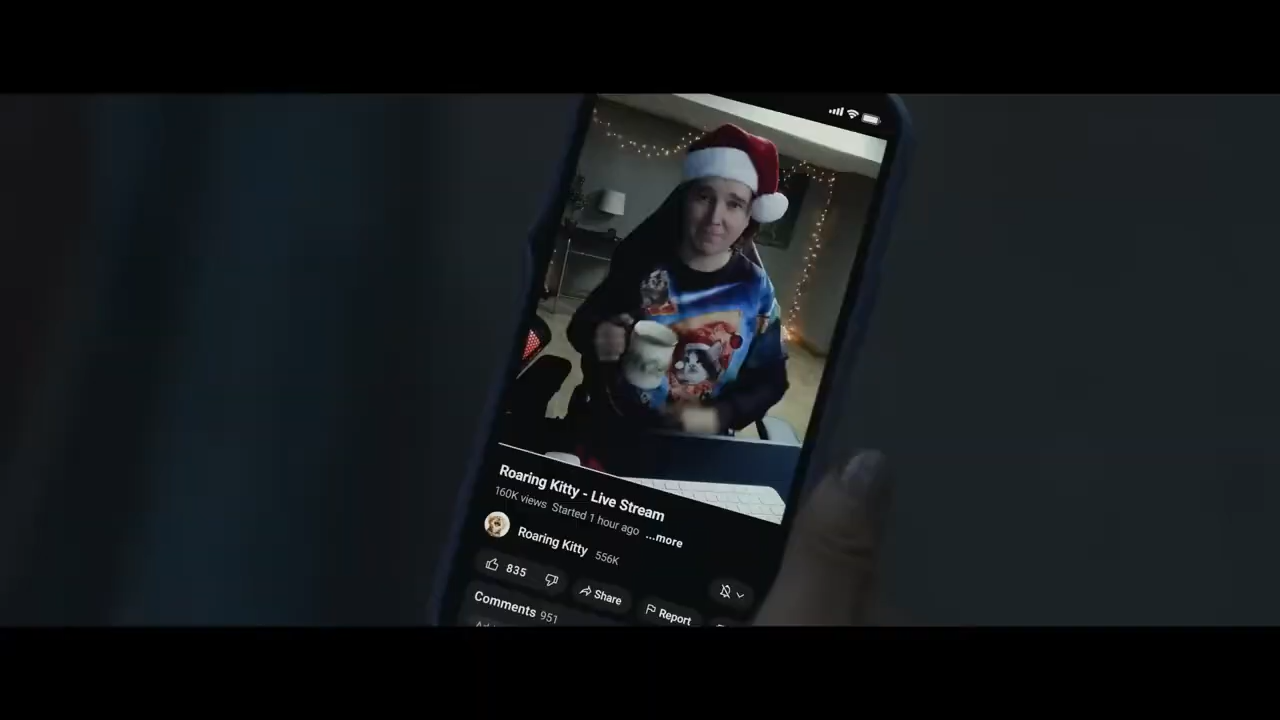 Roaring Kitty - Live Stream
160K views Started 1 hour ago ...more
Roaring Kitty 556K
835
Share
Report
Comments 951